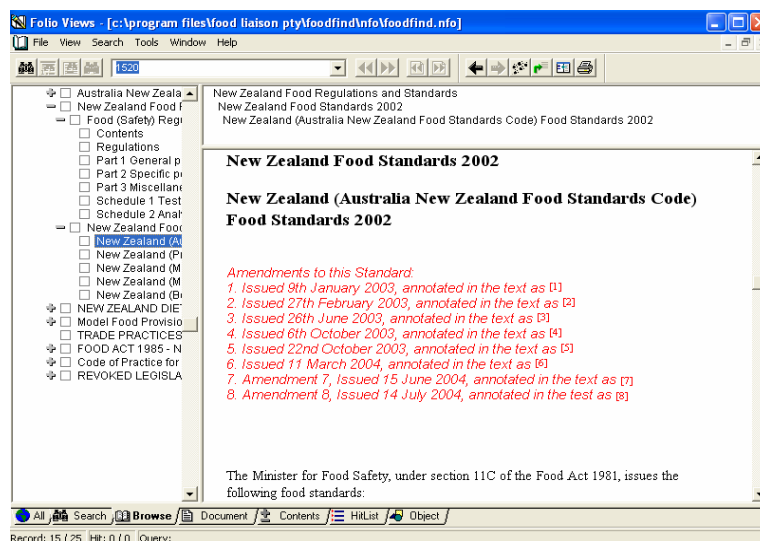 Folio Views - [c:\program files\food liaison pty\foodfind\nfo\foodfind.nfo]
File View Search Tools Window Help
1520
Australia New Zeala
New Zealand Food F
Food (Safety) Regu
Contents
Regulations
Part 1 General p
Part 2 Specific p
Part 3 Miscellane
Schedule 1 Test
Schedule 2 Anal
New Zealand Food
New Zealand (Au
New Zealand (P
New Zealand (M
New Zealand (M
New Zealand (B
NEW ZEALAND DIE
Model Food Provisio
TRADE PRACTICES
FOOD ACT 1985 - N
Code of Practice for
REVOKED LEGISLA
New Zealand Food Regulations and Standards
New Zealand Food Standards 2002
New Zealand (Australia New Zealand Food Standards Code) Food Standards 2002
New Zealand Food Standards 2002
New Zealand (Australia New Zealand Food Standards Code)
Food Standards 2002
Amendments to this Standard:
1. Issued 9th January 2003, annotated in the text as [1]
2. Issued 27th February 2003, annotated in the text as [2]
3. Issued 26th June 2003, annotated in the text as [3]
4. Issued 6th October 2003, annotated in the text as [4]
5. Issued 22nd October 2003, annotated in the text as [5]
6. Issued 11 March 2004, annotated in the text as [6]
7. Amendment 7, Issued 15 June 2004, annotated in the text as [7]
8. Amendment 8, Issued 14 July 2004, annotated in the test as [8]
The Minister for Food Safety, under section 11C of the Food Act 1981, issues the
following food standards:
All Search Browse Document Contents HitList Object
Record: 15 / 25 Hit: 0 / 0 Query: